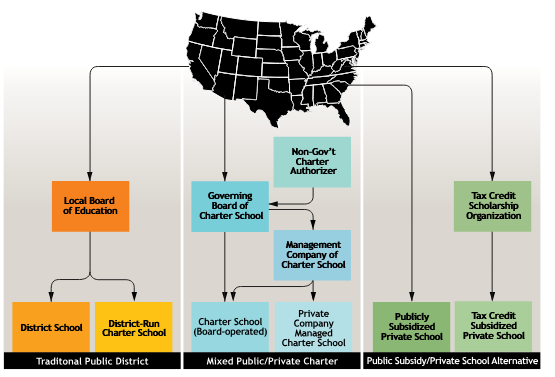 Non-Gov't
Charter
Authorizer
Local Board
of Education
Governing
Board of
Charter School
Tax Credit
Scholarship
Organization
Management
Company of
Charter School
District School
District-Run
Charter School
Charter School
(Board-operated)
Private
Company
Managed
Charter School
Publicly
Subsidized
Private School
Tax Credit
Subsidized
Private School
Traditonal Public District
Mixed Public/Private Charter
Public Subsidy/Private School Alternative